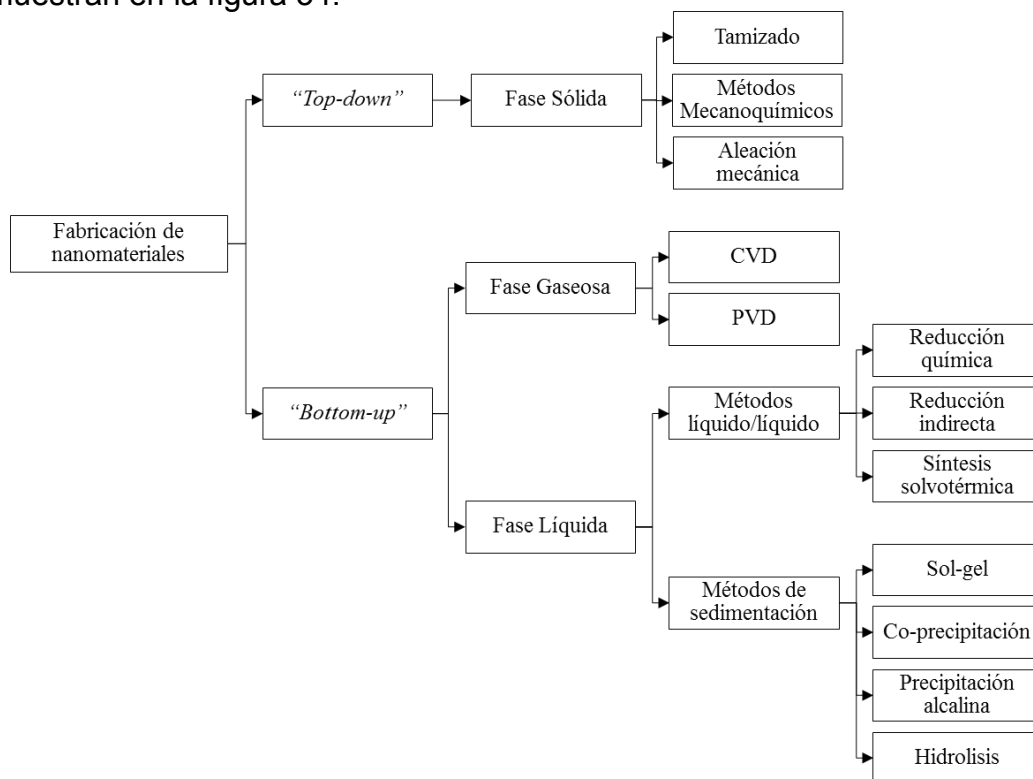 muestran en la figura 31.
Tamizado
"Top-down"
Fase Sólida
Métodos
Mecanoquímicos
Aleación
mecánica
Fabricación de
nanomateriales
CVD
Fase Gaseosa
PVD
Reducción
química
"Bottom-up"
Métodos
líquido/líquido
Reducción
indirecta
Síntesis
solvotérmica
Fase Líquida
Sol-gel
Métodos de
sedimentación
Co-precipitación
Precipitación
alcalina
Hidrolisis